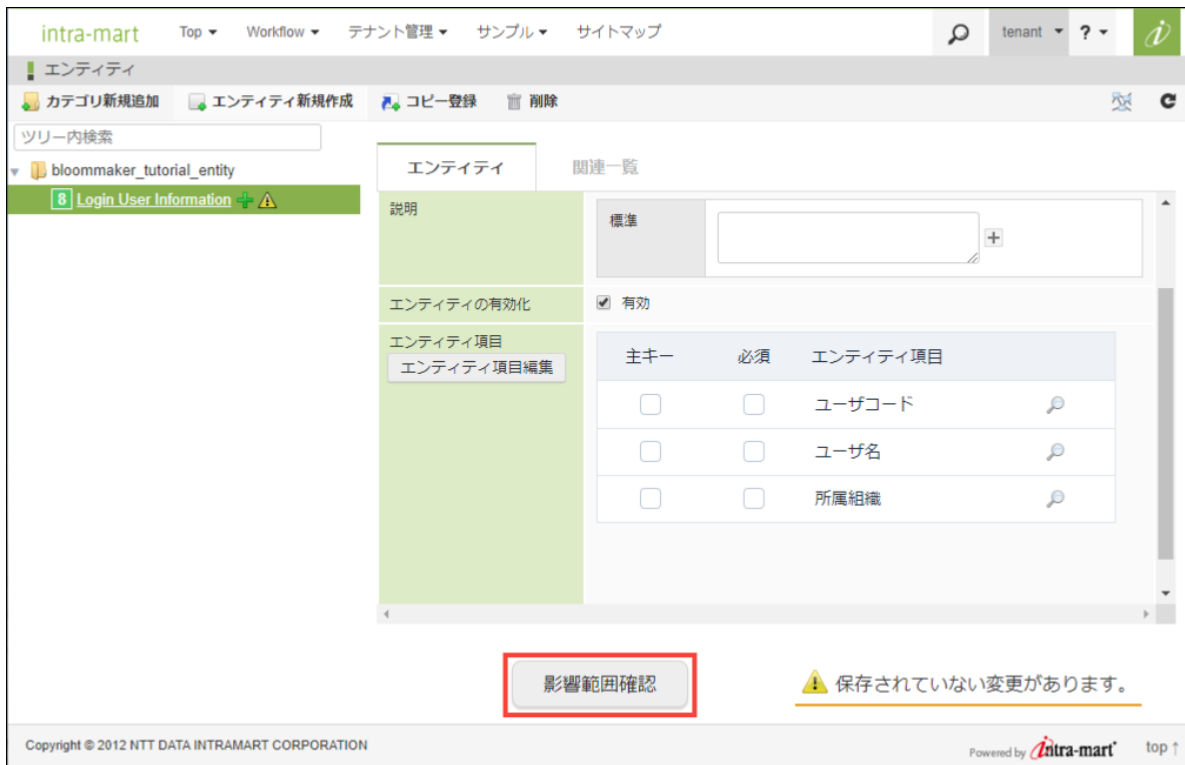 intra-mart Top Workflow テナント管理 サンプル サイトマップ tenant ?
エンティティ
カテゴリ新規追加 エンティティ新規作成 コピー登録 削除
ツリー内検索
bloommaker_tutorial_entity
8 Login User Information
エンティティ 関連一覧
説明
標準
エンティティの有効化
有効
エンティティ項目
エンティティ項目編集
主キー 必須 エンティティ項目
ユーザコード
ユーザ名
所属組織
影響範囲確認
保存されていない変更があります。
Copyright © 2012 NTT DATA INTRAMART CORPORATION
Powered by intra-mart top ↑